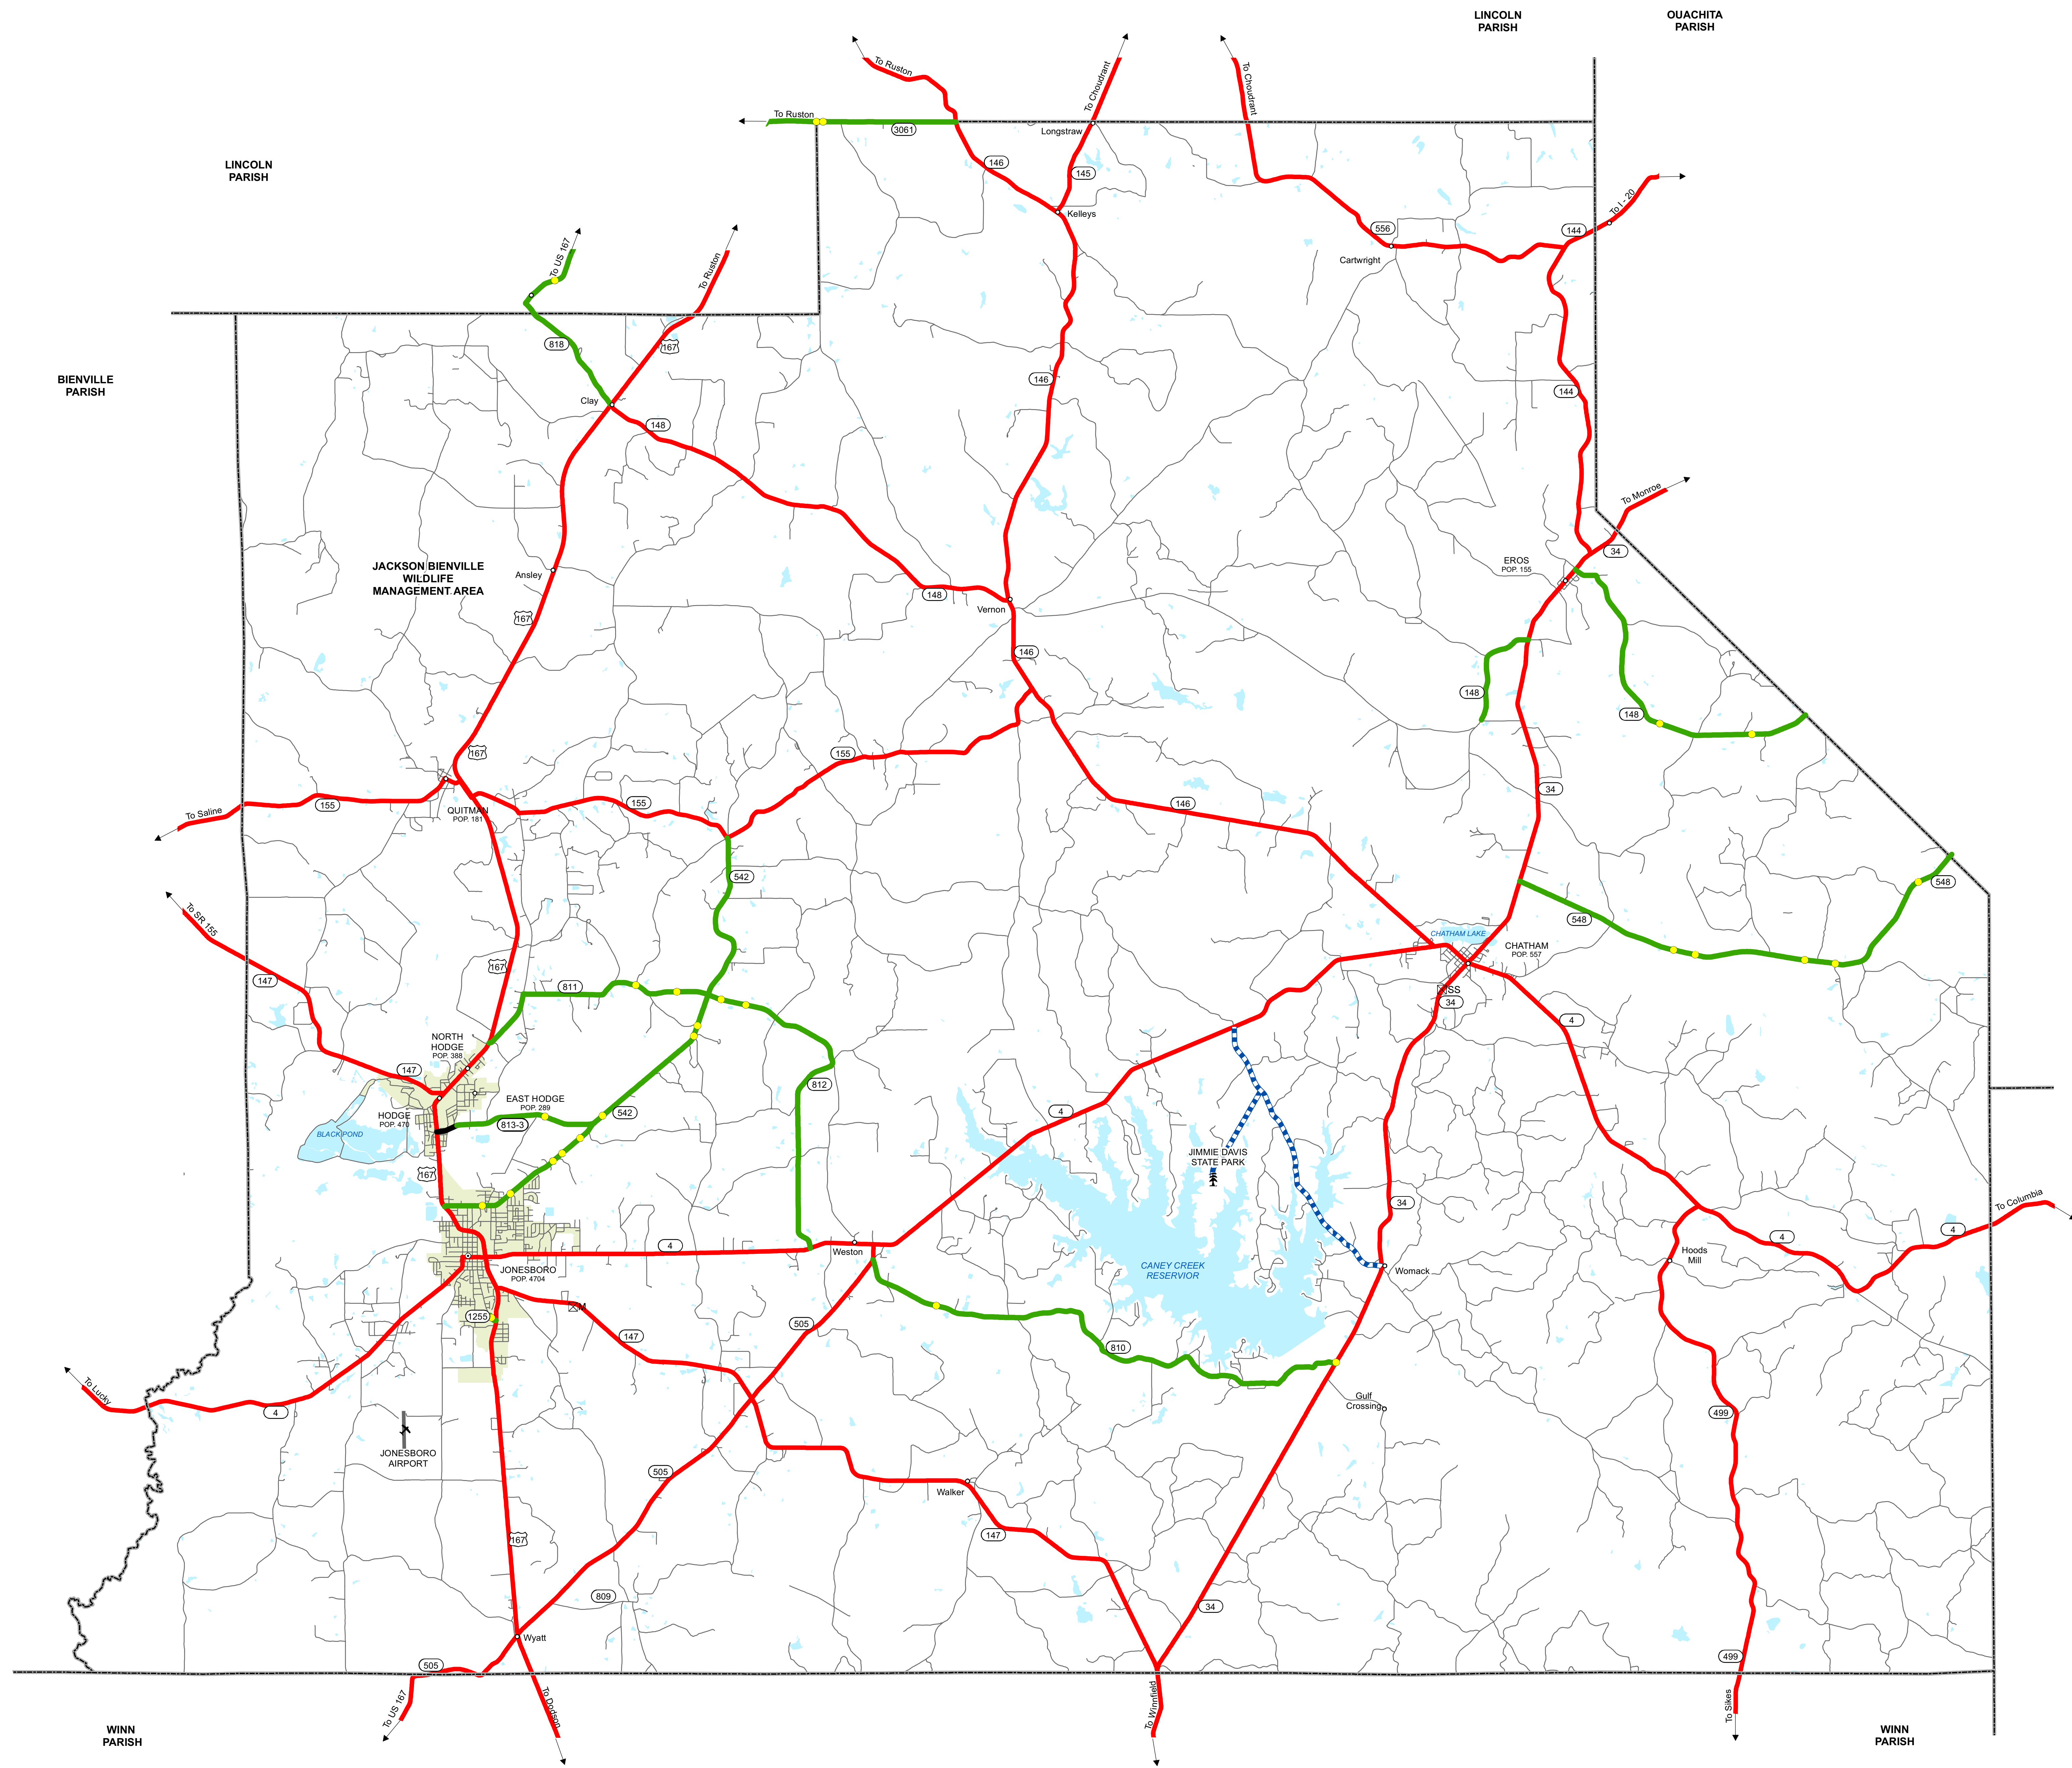 LINCOLN
PARISH
OUACHITA
PARISH
To Ruston
To Choudrant
To Choudrant
To Ruston
3061
Longstraw
146
145
LINCOLN
PARISH
To I - 20
Kelleys
556
144
Cartwright
To US 167
To Ruston
818
167
BIENVILLE
PARISH
146
144
Clay
148
To Monroe
34
EROS
POP. 155
JACKSON BIENVILLE
WILDLIFE
MANAGEMENT AREA
Ansley
148
Vernon
167
146
148
148
167
155
34
To Saline
155
QUITMAN
POP. 181
155
146
542
548
To SR 155
548
CHATHAM LAKE
CHATHAM
POP. 557
167
147
811
SS
34
4
NORTH
HODGE
POP. 388
147
812
HODGE
POP. 470
EAST HODGE
POP. 289
813-3
542
4
BLACK POND
JIMMIE DAVIS
STATE PARK
167
34
To Columbia
4
4
4
Weston
Hoods
Mill
JONESBORO
POP. 4704
CANEY CREEK
RESERVIOR
Womack
M
1255
505
147
810
To Lucky
4
Gulf
Crossing
499
JONESBORO
AIRPORT
505
Walker
147
167
809
34
Wyatt
505
499
To US 167
To Dodson
To Winnfield
To Sikes
WINN
PARISH
WINN
PARISH